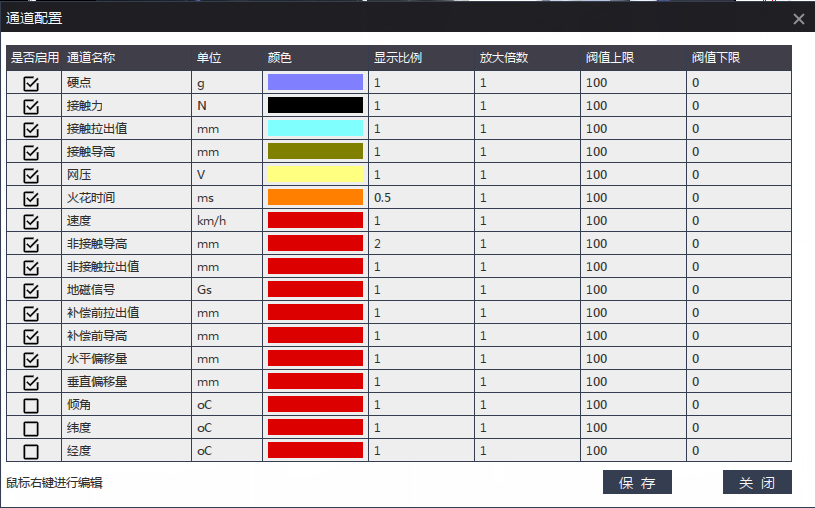 通道配置
是否启用 通道名称 单位 颜色 显示比例 放大倍数 阀值上限 阀值下限
硬点 g 1 1 100 0
接触力 N 1 1 100 0
接触拉出值 mm 1 1 100 0
接触导高 mm 1 1 100 0
网压 V 1 1 100 0
火花时间 ms 0.5 1 100 0
速度 km/h 1 1 100 0
非接触导高 mm 2 1 100 0
非接触拉出值 mm 1 1 100 0
地磁信号 Gs 1 1 100 0
补偿前拉出值 mm 1 1 100 0
补偿前导高 mm 1 1 100 0
水平偏移量 mm 1 1 100 0
垂直偏移量 mm 1 1 100 0
倾角 oC 1 1 100 0
纬度 oC 1 1 100 0
经度 oC 1 1 100 0
鼠标右键进行编辑 保 存 关 闭